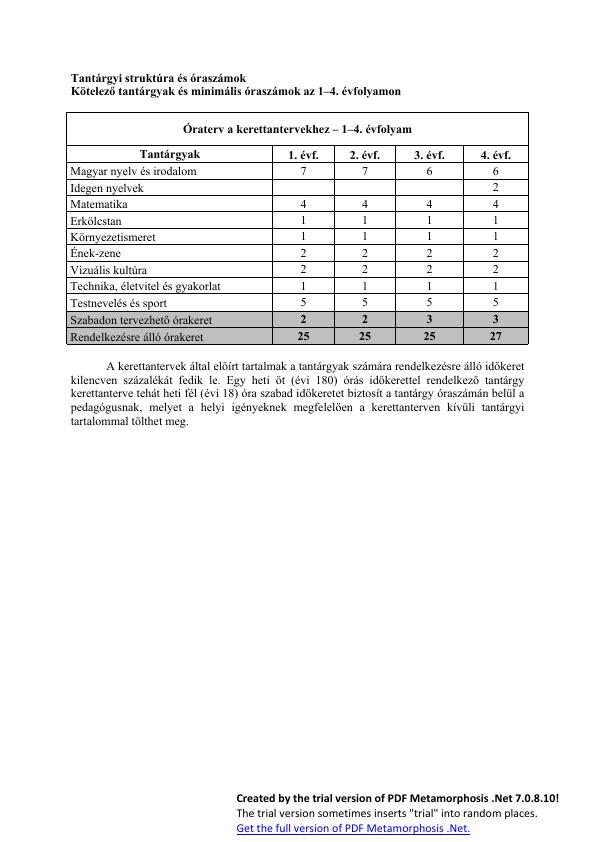 Tantárgyi struktúra és óraszámok
Kötelező tantárgyak és minimális óraszámok az 1–4. évfolyamon
Óraterv a kerettantervekhez – 1–4. évfolyam
Tantárgyak 1. évf. 2. évf. 3. évf. 4. évf.
Magyar nyelv és irodalom 7 7 6 6
Idegen nyelvek 2
Matematika 4 4 4 4
Erkölcstan 1 1 1 1
Környezetismeret 1 1 1 1
Ének-zene 2 2 2 2
Vizuális kultúra 2 2 2 2
Technika, életvitel és gyakorlat 1 1 1 1
Testnevelés és sport 5 5 5 5
Szabadon tervezhető órakeret 2 2 3 3
Rendelkezésre álló órakeret 25 25 25 27
A kerettantervek által előírt tartalmak a tantárgyak számára rendelkezésre álló időkeret
kilencven százalékát fedik le. Egy heti öt (évi 180) órás időkerettel rendelkező tantárgy
kerettanterve tehát heti fél (évi 18) óra szabad időkeretet biztosít a tantárgy óraszámán belül a
pedagógusnak, melyet a helyi igényeknek megfelelően a kerettanterven kívüli tantárgyi
tartalommal tölthet meg.
Created by the trial version of PDF Metamorphosis .Net 7.0.8.10!
The trial version sometimes inserts "trial" into random places.
Get the full version of PDF Metamorphosis .Net.